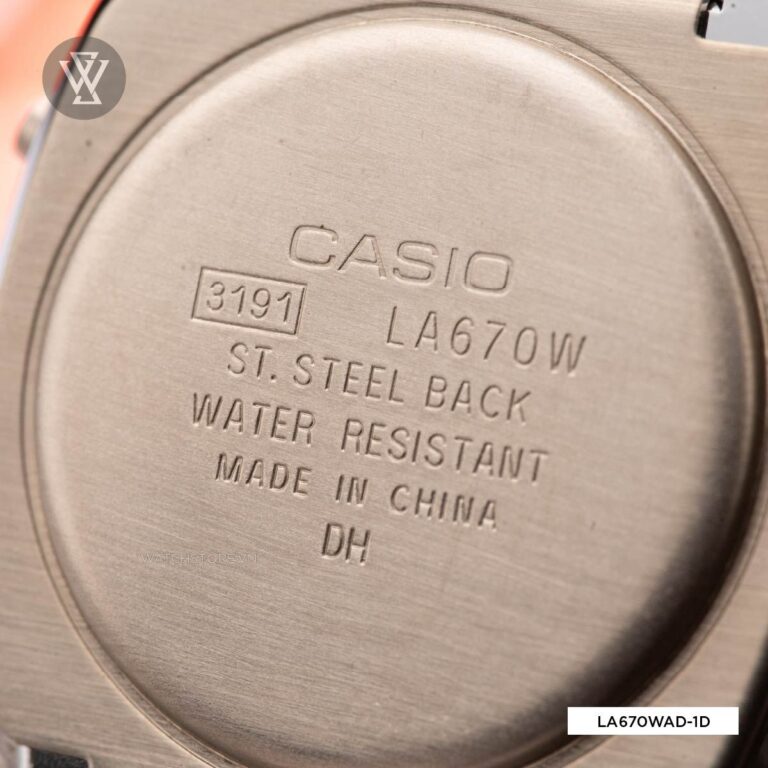 CASIO
3191 LA670W
ST. STEEL BACK
WATER RESISTANT
MADE IN CHINA
DH
LA670WAD-1D